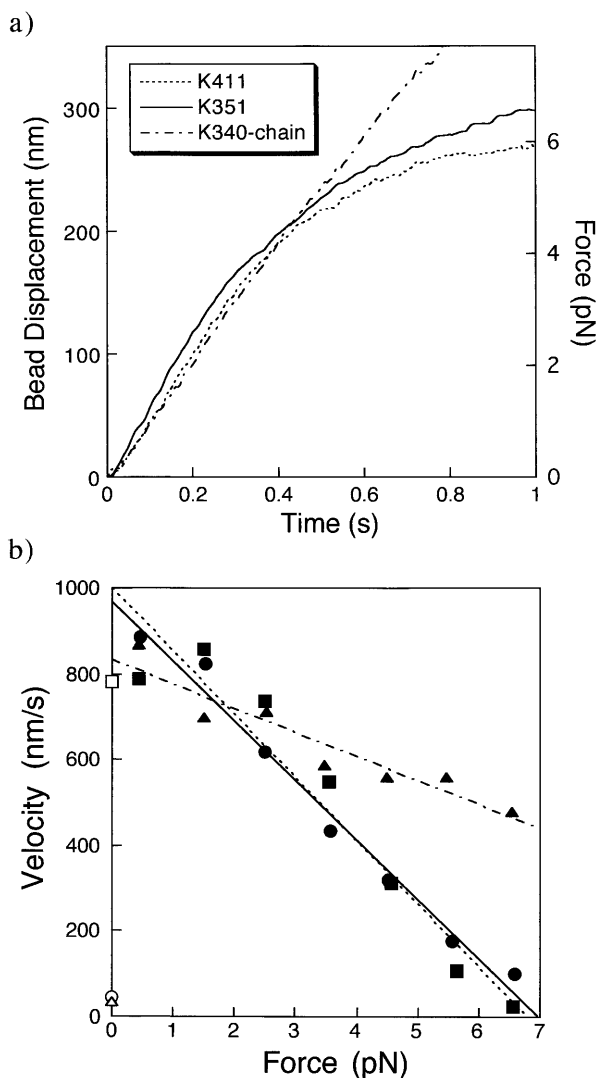 a)
K411
K351
K340-chain
Bead Displacement (nm)
300
200
100
0
Force (pN)
6
4
2
0
0 0.2 0.4 0.6 0.8 1
Time (s)
b)
Velocity (nm/s)
1000
800
600
400
200
0
0 1 2 3 4 5 6 7
Force (pN)